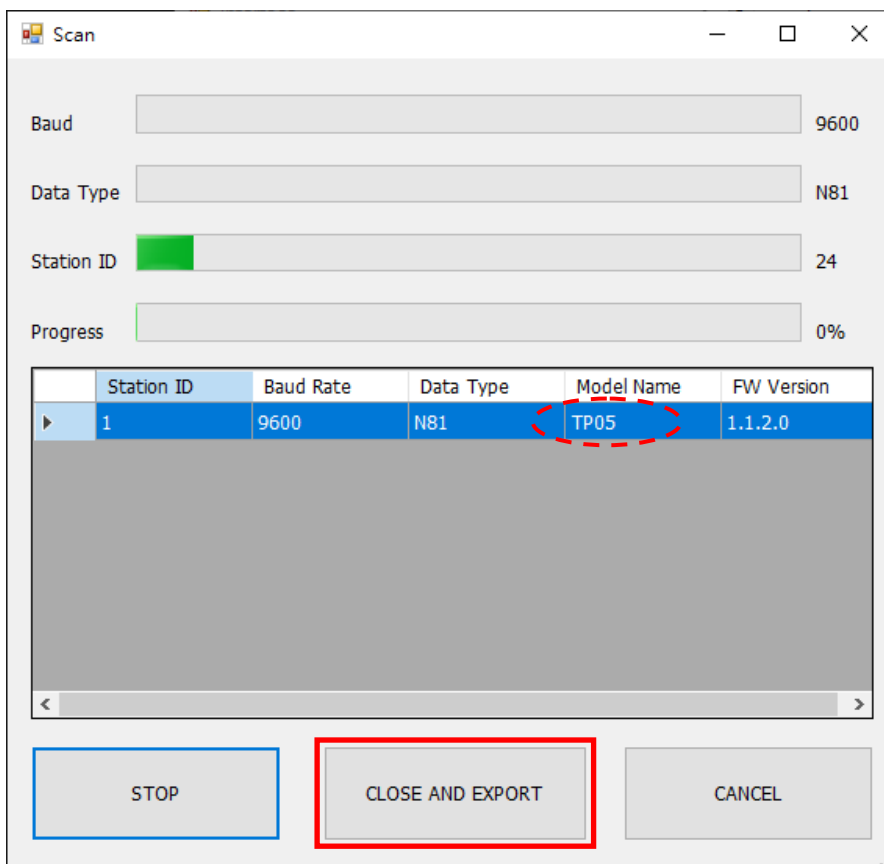 Scan
Baud 9600
Data Type N81
Station ID 24
Progress 0%
Station ID Baud Rate Data Type Model Name FW Version
1 9600 N81 TP05 1.1.2.0
STOP CLOSE AND EXPORT CANCEL